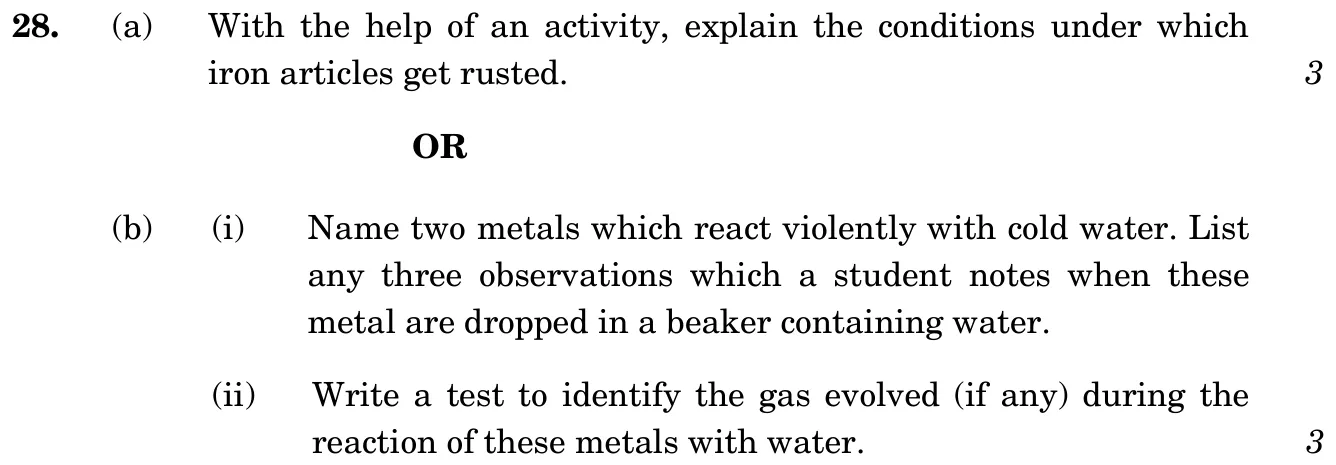 28. (a) With the help of an activity, explain the conditions under which
iron articles get rusted. 3
OR
(b) (i) Name two metals which react violently with cold water. List
any three observations which a student notes when these
metal are dropped in a beaker containing water.
(ii) Write a test to identify the gas evolved (if any) during the
reaction of these metals with water. 3